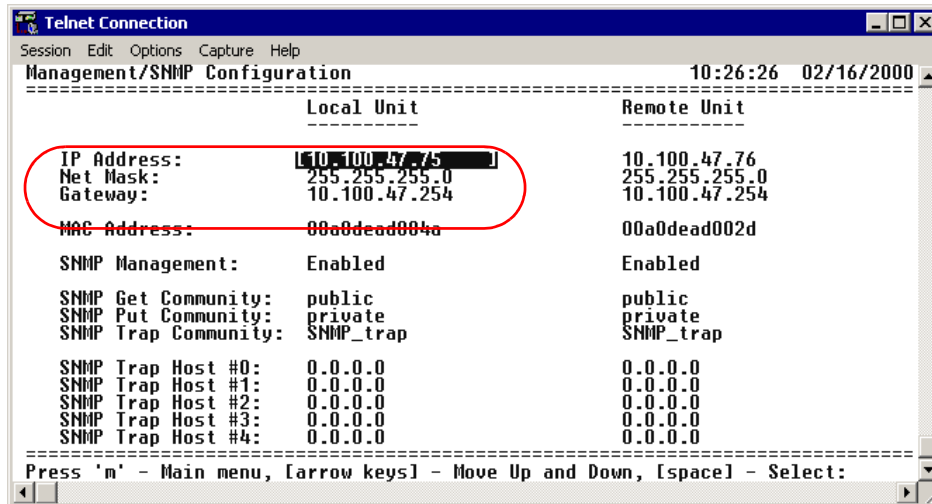 Telnet Connection
Session Edit Options Capture Help
Management/SNMP Configuration 10:26:26 02/16/2000
================================================================================
Local Unit Remote Unit
---------- -----------
IP Address: [10.100.47.75 ] 10.100.47.76
Net Mask: 255.255.255.0 255.255.255.0
Gateway: 10.100.47.254 10.100.47.254
MAC Address: 00a0dead004a 00a0dead002d
SNMP Management: Enabled Enabled
SNMP Get Community: public public
SNMP Put Community: private private
SNMP Trap Community: SNMP_trap SNMP_trap
SNMP Trap Host #0: 0.0.0.0 0.0.0.0
SNMP Trap Host #1: 0.0.0.0 0.0.0.0
SNMP Trap Host #2: 0.0.0.0 0.0.0.0
SNMP Trap Host #3: 0.0.0.0 0.0.0.0
SNMP Trap Host #4: 0.0.0.0 0.0.0.0
================================================================================
Press 'm' - Main menu, [arrow keys] - Move Up and Down, [space] - Select: